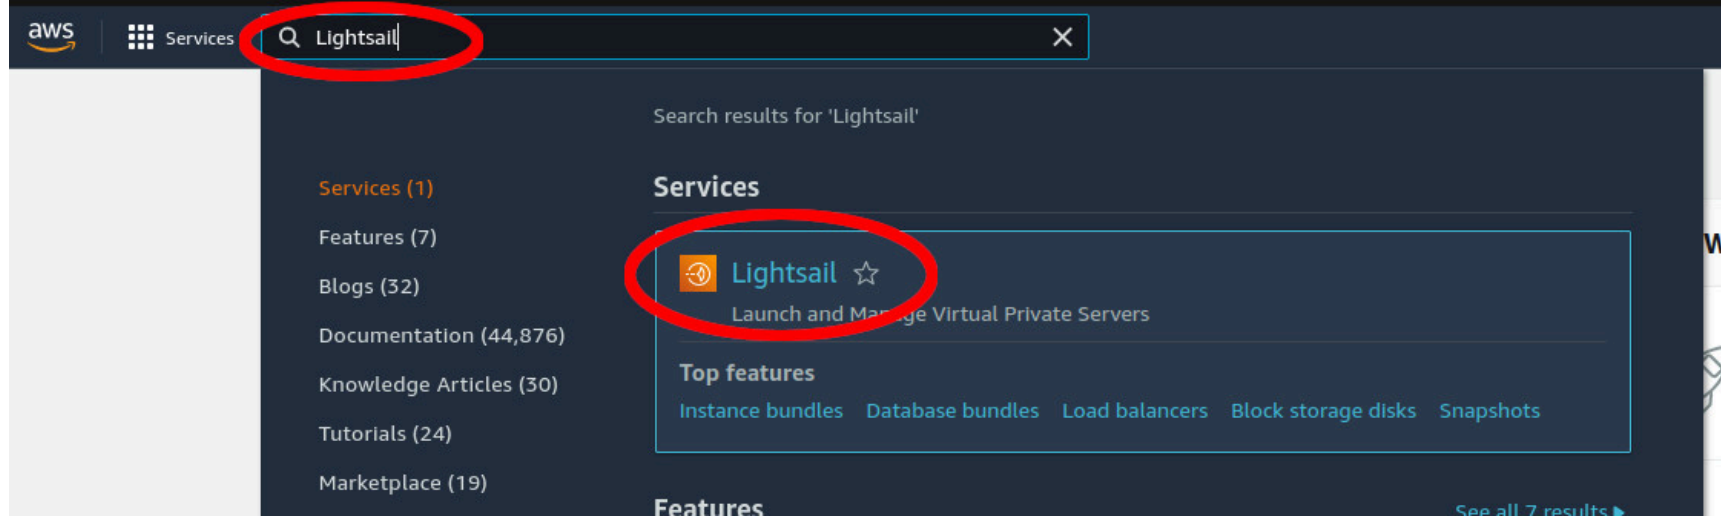 aws
Services
Lightsail
Search results for 'Lightsail'
Services (1)
Features (7)
Blogs (32)
Documentation (44,876)
Knowledge Articles (30)
Tutorials (24)
Marketplace (19)
Services
Lightsail
Launch and Manage Virtual Private Servers
Top features
Instance bundles Database bundles Load balancers Block storage disks Snapshots
Features
See all 7 results
W